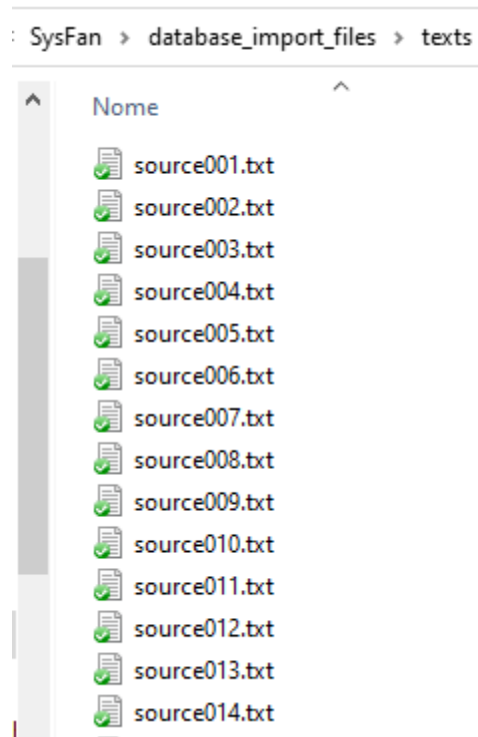 SysFan > database_import_files > texts
Nome
source001.txt
source002.txt
source003.txt
source004.txt
source005.txt
source006.txt
source007.txt
source008.txt
source009.txt
source010.txt
source011.txt
source012.txt
source013.txt
source014.txt